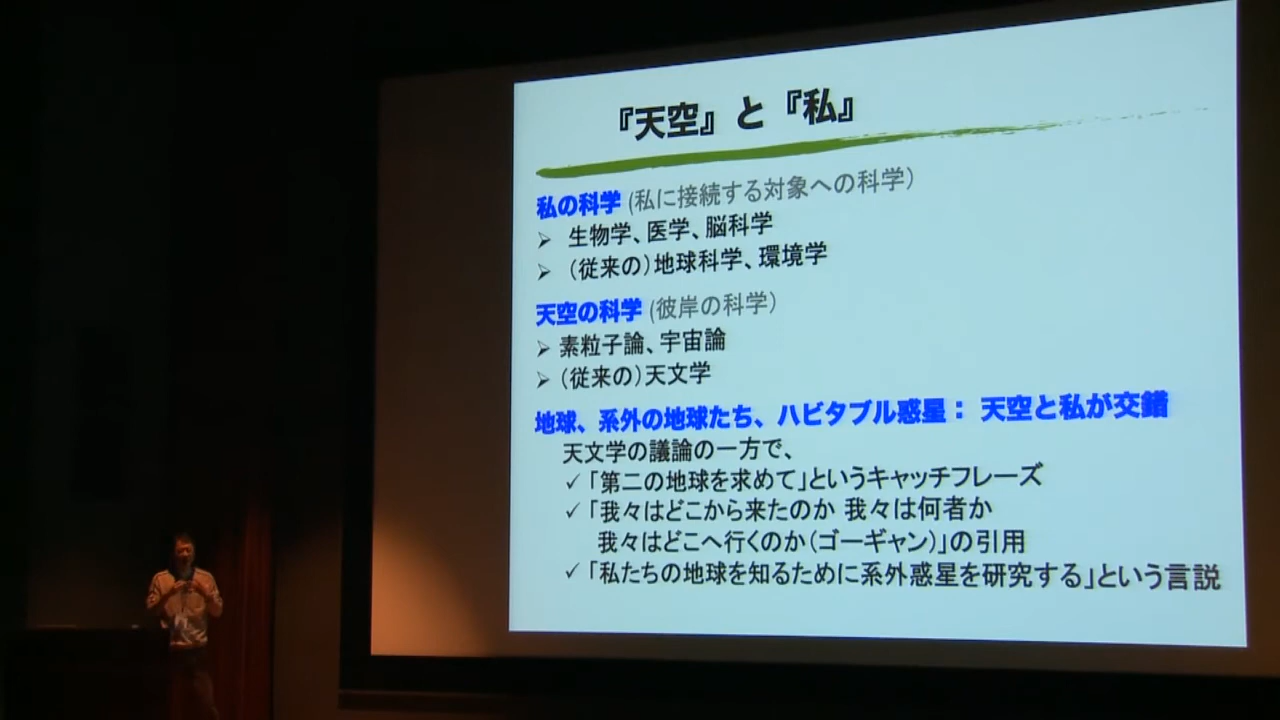 『天空』と『私』
私の科学 (私に接続する対象への科学)
➢ 生物学、医学、脳科学
➢ (従来の)地球科学、環境学
天空の科学 (彼岸の科学)
➢ 素粒子論、宇宙論
➢ (従来の)天文学
地球、系外の地球たち、ハビタブル惑星： 天空と私が交錯
天文学の議論の一方で、
✓「第二の地球を求めて」というキャッチフレーズ
✓「我々はどこから来たのか 我々は何者か
我々はどこへ行くのか(ゴーギャン)」の引用
✓「私たちの地球を知るために系外惑星を研究する」という言説